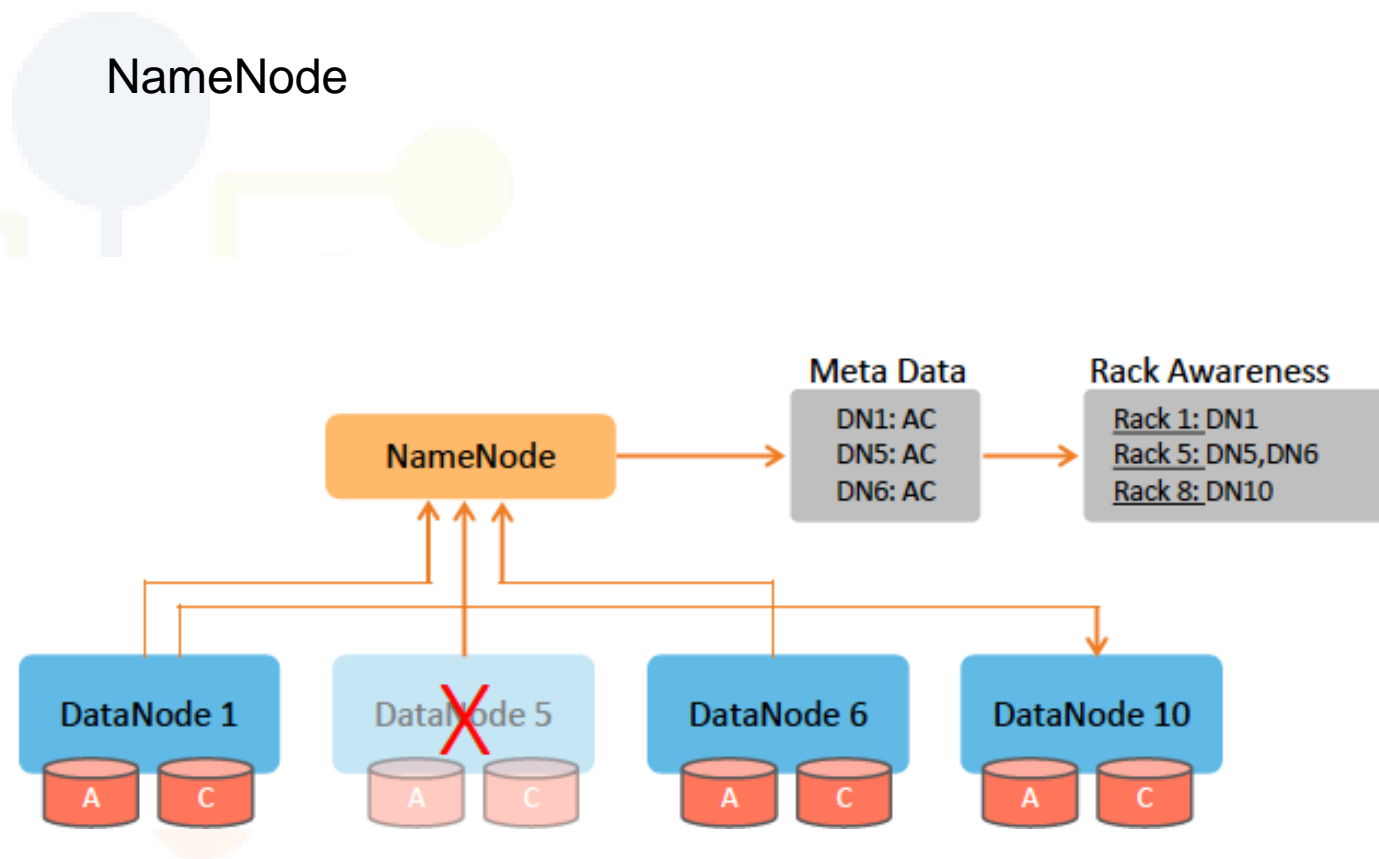 NameNode
Meta Data
Rack Awareness
NameNode
DN1: AC
DN5: AC
DN6: AC
Rack 1: DN1
Rack 5: DN5,DN6
Rack 8: DN10
DataNode 1
DataNode 5
DataNode 6
DataNode 10
A
C
A
C
A
C
A
C